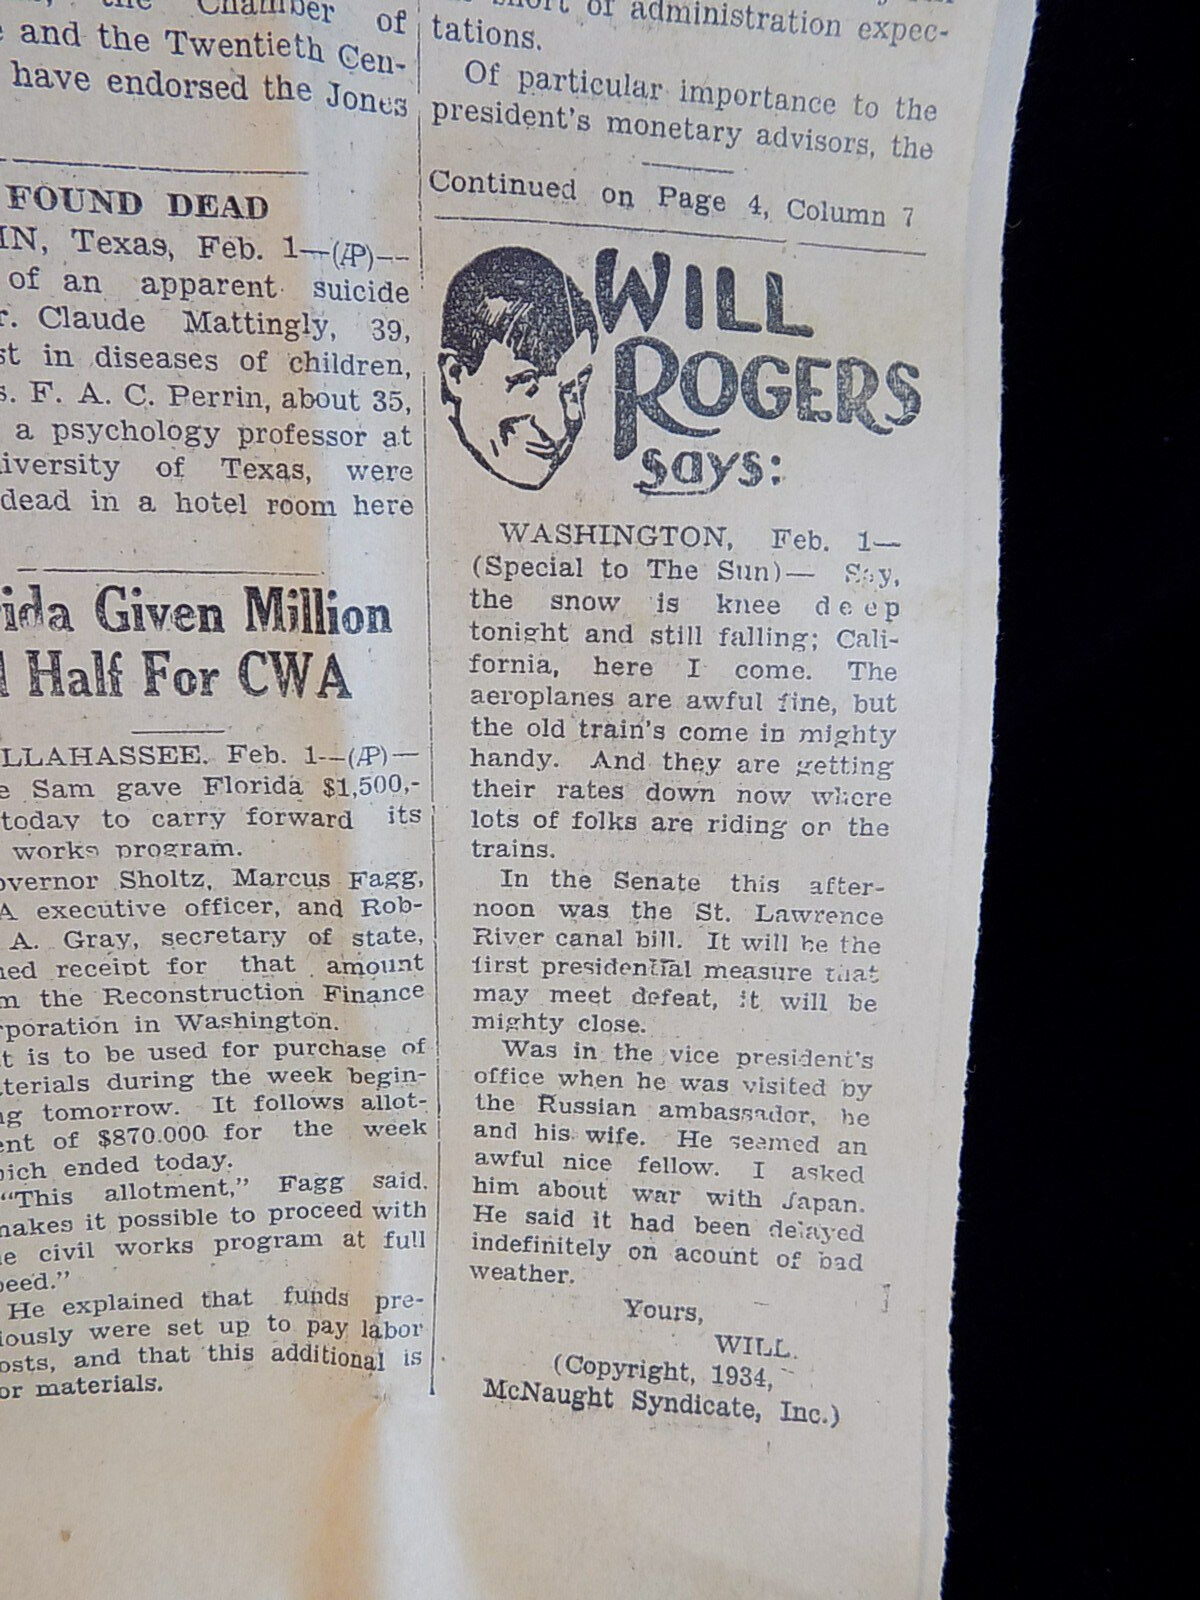 the Chamber of
and the Twentieth Cen-
have endorsed the Jones
FOUND DEAD
IN, Texas, Feb. 1—(AP)--
of an apparent suicide
r. Claude Mattingly, 39,
st in diseases of children,
s. F. A. C. Perrin, about 35,
a psychology professor at
iversity of Texas, were
dead in a hotel room here
rida Given Million
Half For CWA
LLAHASSEE, Feb. 1--(AP)—
e Sam gave Florida $1,500,-
today to carry forward its
works program.
overnor Sholtz, Marcus Fagg,
A executive officer, and Rob-
A. Gray, secretary of state,
ned receipt for that amount
m the Reconstruction Finance
rporation in Washington.
t is to be used for purchase of
terials during the week begin-
ng tomorrow. It follows allot-
ent of $870.000 for the week
hich ended today.
"This allotment," Fagg said.
makes it possible to proceed with
e civil works program at full
peed."
He explained that funds pre-
iously were set up to pay labor
osts, and that this additional is
or materials.
short of administration expec-
tations.
Of particular importance to the
president's monetary advisors, the
Continued on Page 4, Column 7
WILL
ROGERS
says:
WASHINGTON, Feb. 1—
(Special to The Sun)— Say,
the snow is knee deep
tonight and still falling; Cali-
fornia, here I come. The
aeroplanes are awful fine, but
the old train's come in mighty
handy. And they are getting
their rates down now where
lots of folks are riding on the
trains.
In the Senate this after-
noon was the St. Lawrence
River canal bill. It will be the
first presidential measure that
may meet defeat, it will be
mighty close.
Was in the vice president's
office when he was visited by
the Russian ambassador, he
and his wife. He seemed an
awful nice fellow. I asked
him about war with Japan.
He said it had been delayed
indefinitely on acount of bad
weather.
Yours,
WILL.
(Copyright, 1934,
McNaught Syndicate, Inc.)